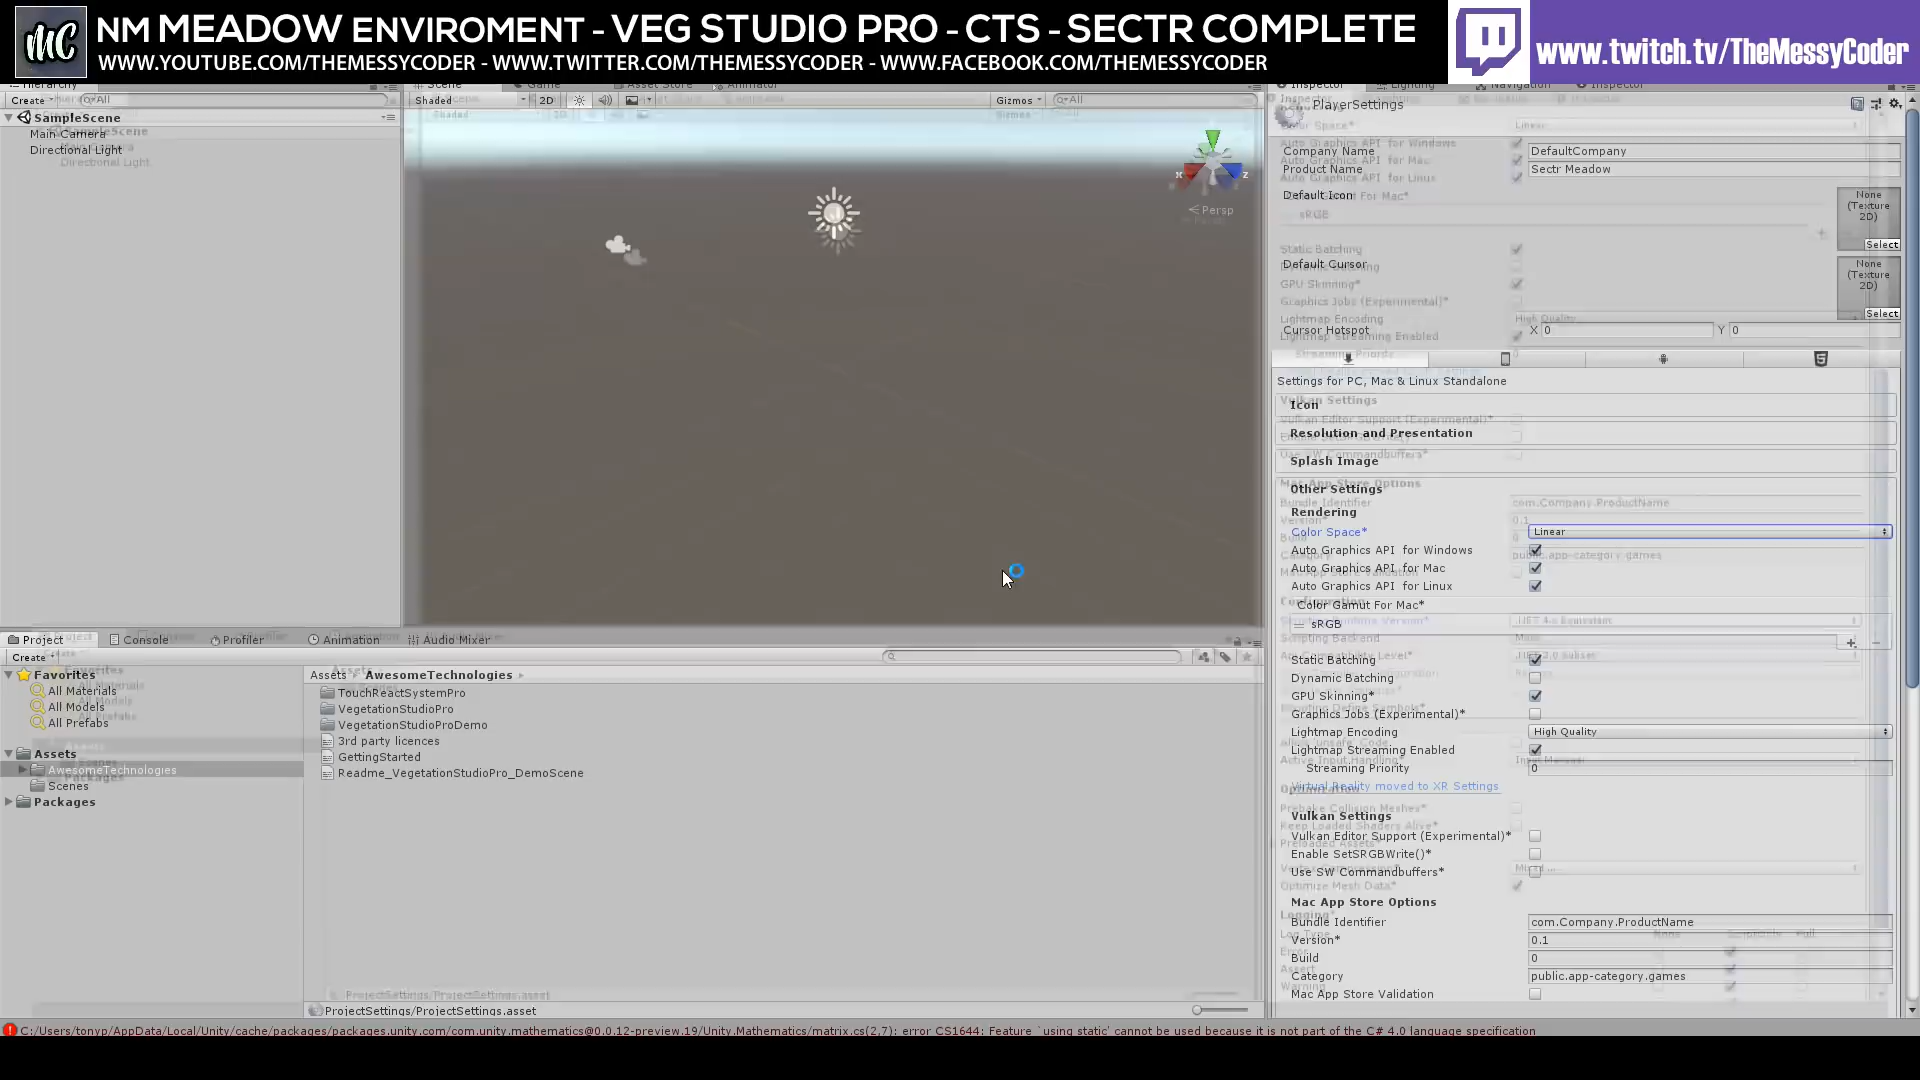 MC NM MEADOW ENVIROMENT - VEG STUDIO PRO - CTS - SECTR COMPLETE
WWW.YOUTUBE.COM/THEMESSYCODER - WWW.TWITTER.COM/THEMESSYCODER - WWW.FACEBOOK.COM/THEMESSYCODER
www.twitch.tv/TheMessyCoder
Hierarchy
Create
All
SampleScene
Main Camera
Directional Light
Scene
Game
Asset Store
Animator
Shaded
2D
Gizmos
All
X
Z
Persp
Project
Console
Profiler
Animation
Audio Mixer
Create
Favorites
All Materials
All Models
All Prefabs
Assets
AwesomeTechnologies
Scenes
Packages
Assets
AwesomeTechnologies
TouchReactSystemPro
VegetationStudioPro
VegetationStudioProDemo
3rd party licences
GettingStarted
Readme_VegetationStudioPro_DemoScene
ProjectSettings/ProjectSettings.asset
Inspector
Lighting
Navigation
PlayerSettings
Company Name DefaultCompany
Product Name Sectr Meadow
Default Icon
None
(Texture
2D)
Select
Default Cursor
None
(Texture
2D)
Select
Cursor Hotspot X 0 Y 0
Settings for PC, Mac & Linux Standalone
Icon
Resolution and Presentation
Splash Image
Other Settings
Rendering
Color Space* Linear
Auto Graphics API for Windows
Auto Graphics API for Mac
Auto Graphics API for Linux
Color Gamut For Mac*
sRGB
Static Batching
Dynamic Batching
GPU Skinning*
Graphics Jobs (Experimental)*
Lightmap Encoding High Quality
Lightmap Streaming Enabled
Streaming Priority 0
Virtual Reality moved to XR Settings
Vulkan Settings
Vulkan Editor Support (Experimental)*
Enable SetSRGBWrite()*
Use SW Commandbuffers*
Mac App Store Options
Bundle Identifier com.Company.ProductName
Version* 0.1
Build 0
Category public.app-category.games
Mac App Store Validation
C:/Users/tonyp/AppData/Local/Unity/cache/packages/packages.unity.com/com.unity.mathematics@0.0.12-preview.19/Unity.Mathematics/matrix.cs(2,7): error CS1644: Feature `using static' cannot be used because it is not part of the C# 4.0 language specification